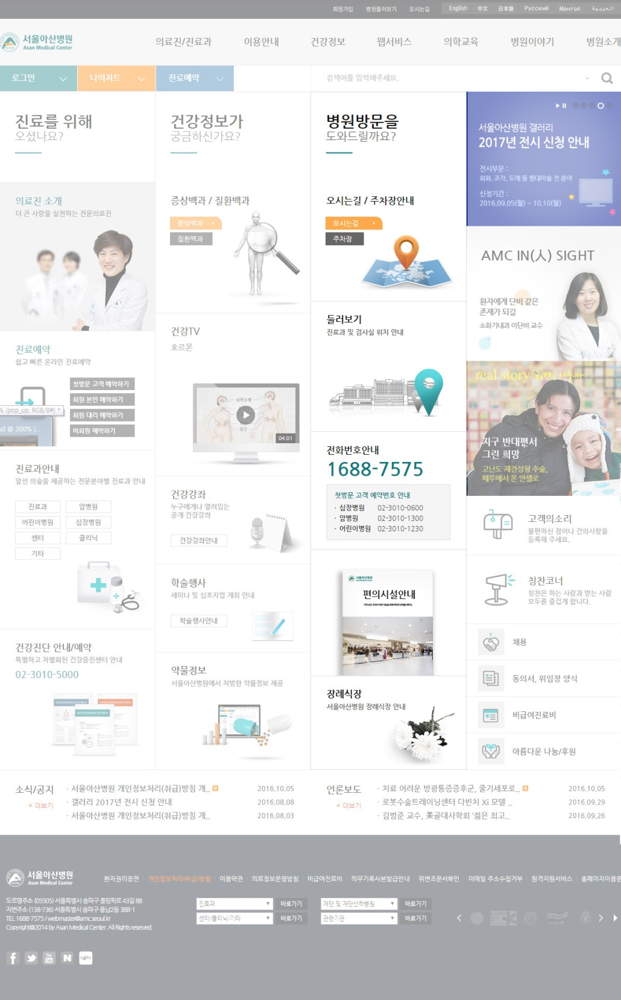 회원가입 병원둘러보기 오시는길 English 中文 日本語 Русский Монгол العربية
서울아산병원
Asan Medical Center
의료진/진료과 이용안내 건강정보 웹서비스 의학교육 병원이야기 병원소개
로그인 나의차트 진료예약 검색어를 입력해주세요.
진료를 위해
오셨나요?
의료진 소개
더 큰 사랑을 실천하는 전문의료진
진료예약
쉽고 빠른 온라인 진료예약
첫방문 고객 예약하기
회원 본인 예약하기
회원 대리 예약하기
비회원 예약하기
% (pop_up, RGB/8#) *
sd @ 300% (...
진료과안내
앞선 의술을 제공하는 전문분야별 진료과 안내
진료과 암병원
어린이병원 심장병원
센터 클리닉
기타
건강진단 안내/예약
특별하고 차별화된 건강증진센터 안내
02-3010-5000
건강정보가
궁금하신가요?
증상백과 / 질환백과
증상백과
질환백과
건강TV
호르몬
04:01
건강강좌
누구에게나 열려있는
공개 건강강좌
건강강좌안내
학술행사
세미나 및 심포지엄 개최 안내
학술행사안내
약물정보
서울아산병원에서 처방한 약물정보 제공
병원방문을
도와드릴까요?
오시는길 / 주차장안내
오시는길
주차장
둘러보기
진료과 및 검사실 위치 안내
전화번호안내
1688-7575
첫방문 고객 예약번호 안내
· 심장병원 02-3010-0600
· 암병원 02-3010-1300
· 어린이병원 02-3010-1230
서울아산병원
Asan Medical Center
편의시설안내
장례식장
서울아산병원 장례식장 안내
서울아산병원 갤러리
2017년 전시 신청 안내
전시부문 :
회화, 조각, 도예 등 현대미술 전 분야
신청기간 :
2016.09.05(월) ~ 10.10(월)
AMC IN(人) SIGHT
환자에게 단비 같은
존재가 되길
소화기내과 이단비 교수
real story
지구 반대편서
그린 희망
고난도 재건성형 수술,
페루에서 온 안셀로
고객의소리
불편하신 점이나 건의사항을
등록해 주세요.
칭찬코너
칭찬은 하는 사람과 받는 사람
모두를 즐겁게 합니다.
채용
동의서, 위임장 양식
비급여진료비
아름다운 나눔/후원
소식/공지
+ 더보기
· 서울아산병원 개인정보처리(취급)방침 개.. N 2016.10.05
· 갤러리 2017년 전시 신청 안내 2016.08.08
· 서울아산병원 개인정보처리(취급)방침 개.. 2016.08.03
언론보도
+ 더보기
· 치료 어려운 방광통증증후군, 줄기세포로.. N 2016.10.05
· 로봇수술트레이닝센터 다빈치 Xi 모델 .. 2016.09.29
· 김범준 교수, 美골대사학회 '젊은 최고.. 2016.09.26
서울아산병원
Asan Medical Center
환자권리장전 개인정보처리(취급)방침 이용약관 의료정보운영방침 비급여진료비 의무기록사본발급안내 위변조문서확인 이메일 주소수집거부 원격지원서비스 홈페이지이용문
도로명주소 (05505) 서울특별시 송파구 올림픽로 43길 88
지번주소 (138-736) 서울특별시 송파구 풍납2동 388-1
TEL 1688-7575 / webmaster@amc.seoul.kr
Copyright@2014 by Asan Medical Center. All Rights reserved.
진료과 바로가기 재단 및 재단산하병원 바로가기
센터/클리닉/기타 바로가기 관련기관 바로가기
f You Tube N